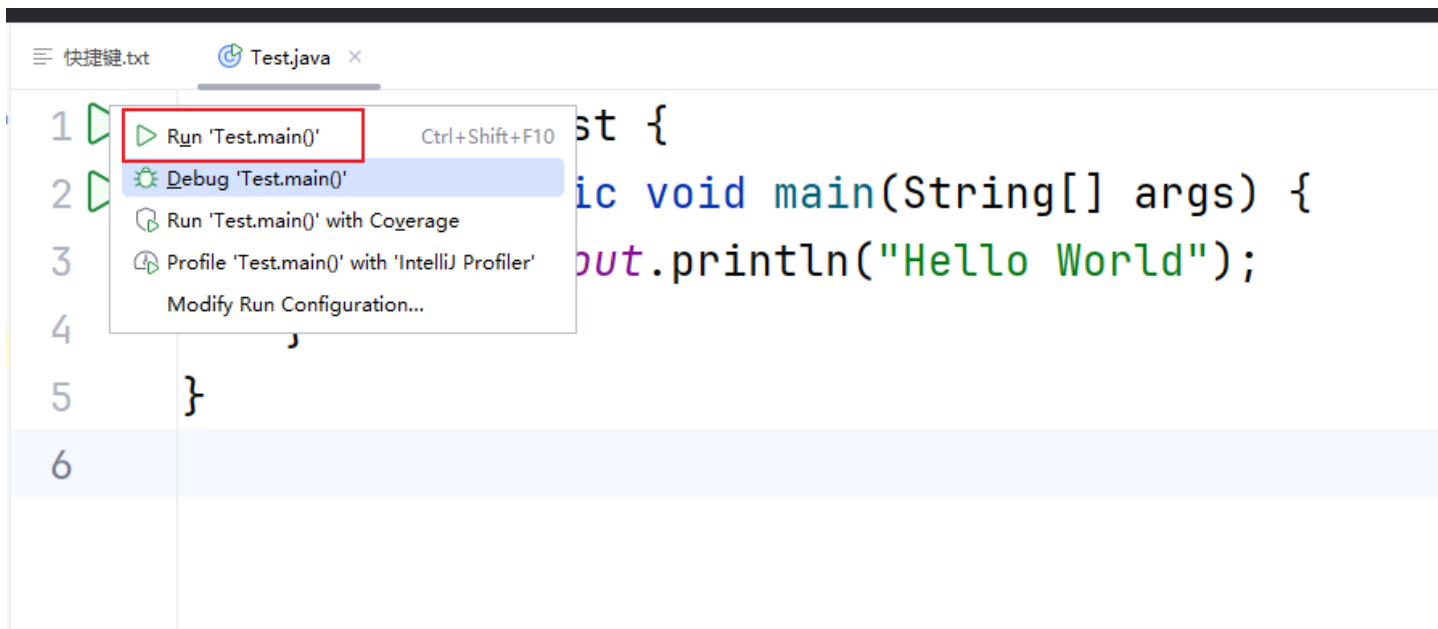 快捷键.txt
Test.java
1 st {
Run 'Test.main()' Ctrl+Shift+F10
2 ic void main(String[] args) {
Debug 'Test.main()'
Run 'Test.main()' with Coverage
3 out.println("Hello World");
Profile 'Test.main()' with 'IntelliJ Profiler'
Modify Run Configuration...
4 }
5 }
6